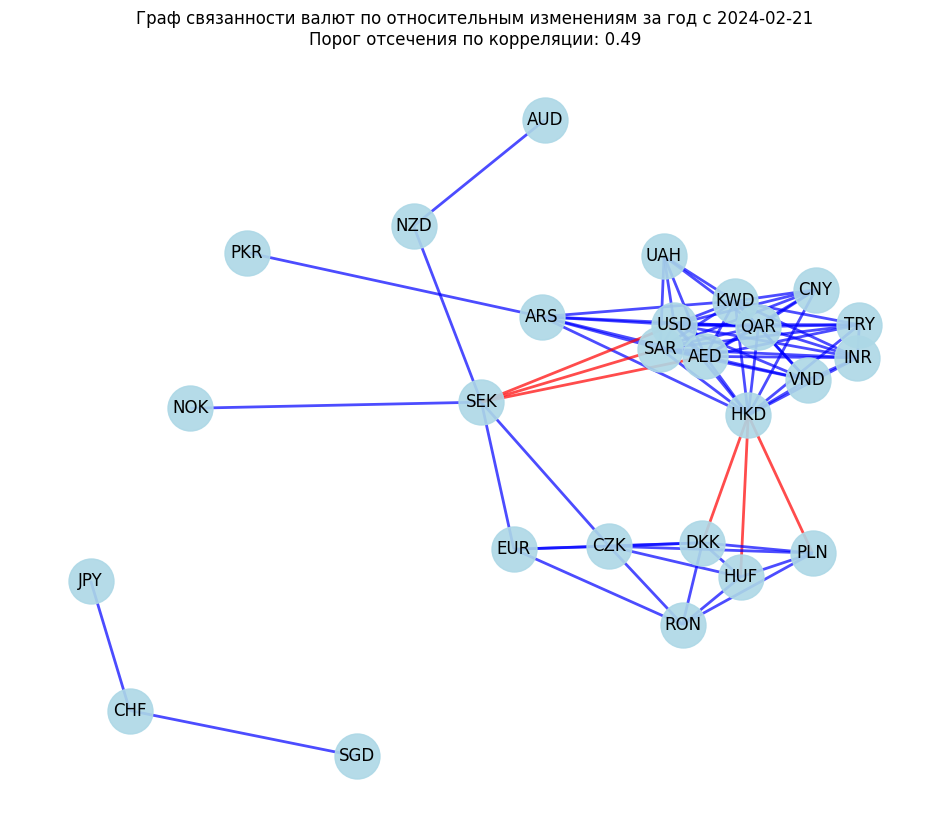 Граф связанности валют по относительным изменениям за год с 2024-02-21
Порог отсечения по корреляции: 0.49
AUD
NZD
PKR
UAH
KWD
CNY
ARS
USD
QAR
TRY
SAR
AED
INR
VND
NOK
SEK
HKD
EUR
CZK
DKK
PLN
HUF
JPY
RON
CHF
SGD